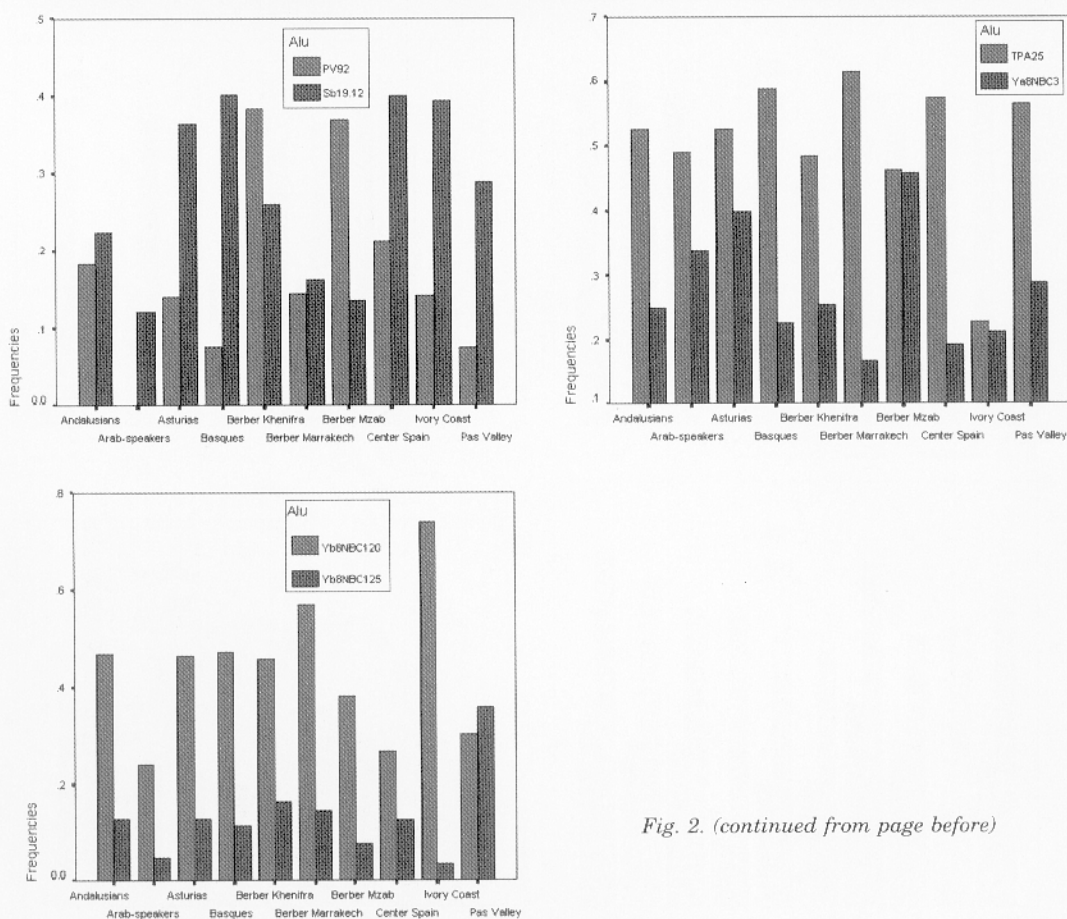 .5
.4
.3
.2
.1
0.0
Frequencies
Alu
PV92
Sb19.12
Andalusians
Asturias
Berber Khenifra
Berber Mzab
Ivory Coast
Arab-speakers
Basques
Berber Marrakech
Center Spain
Pas Valley
.7
.6
.5
.4
.3
.2
.1
Frequencies
Alu
TPA25
Ya8NBC3
Andalusians
Asturias
Berber Khenifra
Berber Mzab
Ivory Coast
Arab-speakers
Basques
Berber Marrakech
Center Spain
Pas Valley
.8
.6
.4
.2
0.0
Frequencies
Alu
Yb8NBC120
Yb8NBC125
Andalusians
Asturias
Berber Khenifra
Berber Mzab
Ivory Coast
Arab-speakers
Basques
Berber Marrakech
Center Spain
Pas Valley
Fig. 2. (continued from page before)